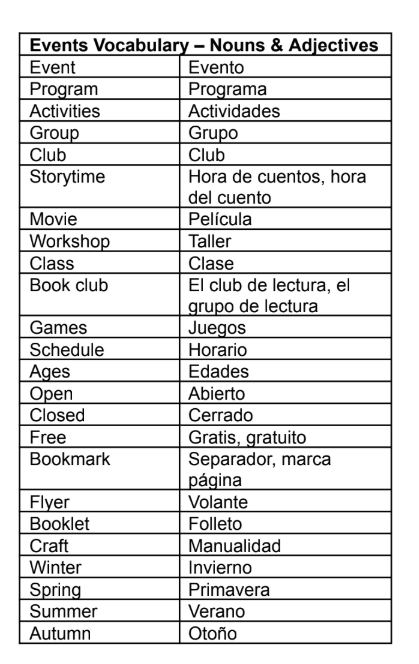 Events Vocabulary – Nouns & Adjectives
Event Evento
Program Programa
Activities Actividades
Group Grupo
Club Club
Storytime Hora de cuentos, hora
del cuento
Movie Película
Workshop Taller
Class Clase
Book club El club de lectura, el
grupo de lectura
Games Juegos
Schedule Horario
Ages Edades
Open Abierto
Closed Cerrado
Free Gratis, gratuito
Bookmark Separador, marca
página
Flyer Volante
Booklet Folleto
Craft Manualidad
Winter Invierno
Spring Primavera
Summer Verano
Autumn Otoño